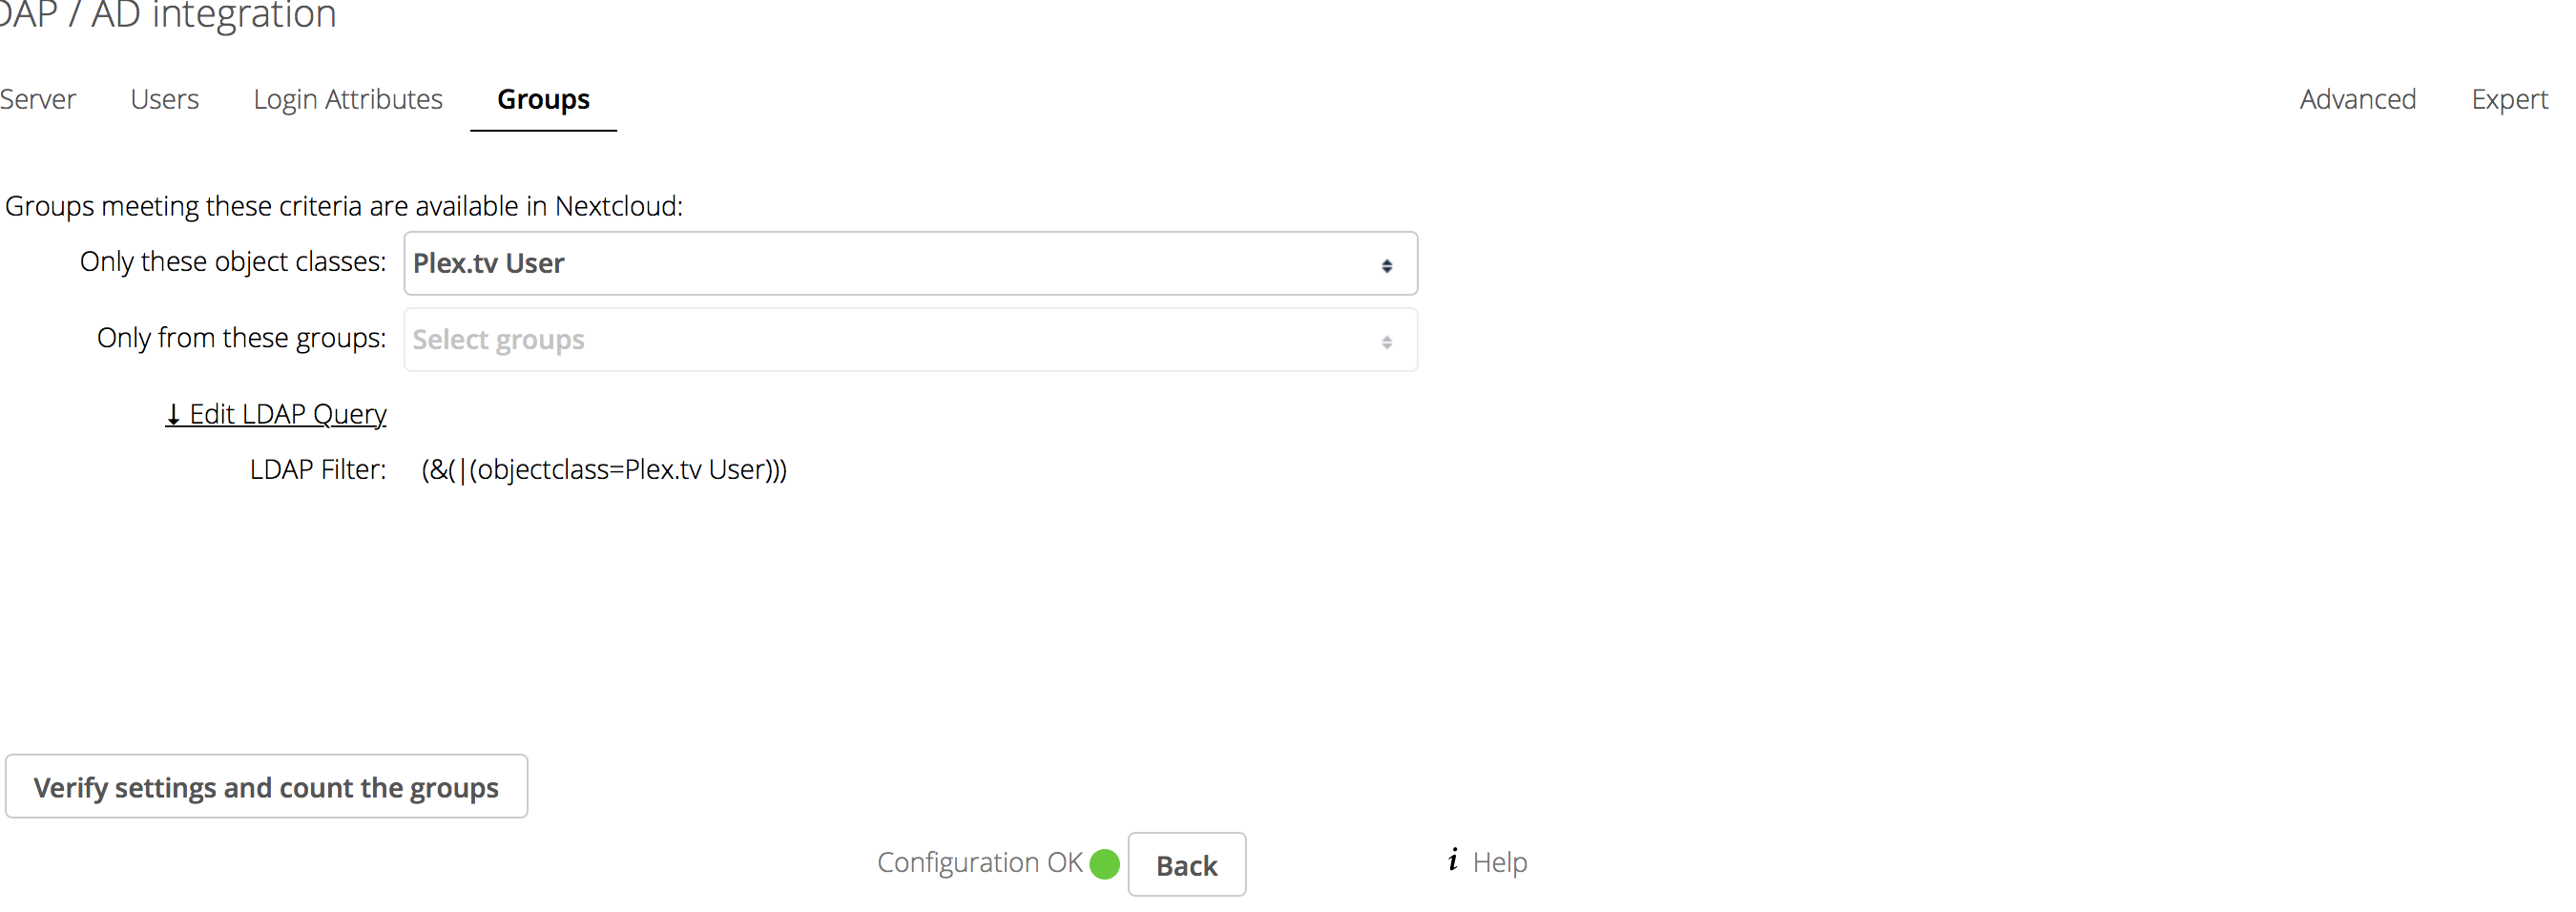 DAP / AD integration
Server Users Login Attributes Groups Advanced Expert
Groups meeting these criteria are available in Nextcloud:
Only these object classes: Plex.tv User
Only from these groups: Select groups
↓ Edit LDAP Query
LDAP Filter: (&(|(objectclass=Plex.tv User)))
Verify settings and count the groups
Configuration OK Back i Help